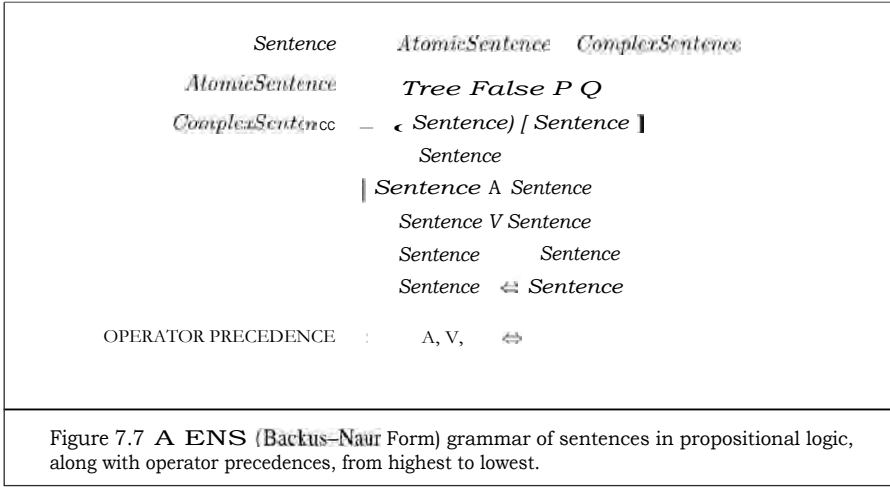 Sentence AtomicSentence ComplexSentence
AtomicSentence Tree False P Q
ComplexSentencc – ( Sentence) [ Sentence ]
Sentence
| Sentence A Sentence
Sentence V Sentence
Sentence Sentence
Sentence ⇔ Sentence
OPERATOR PRECEDENCE : A, V, ⇔
Figure 7.7 A ENS (Backus–Naur Form) grammar of sentences in propositional logic,
along with operator precedences, from highest to lowest.